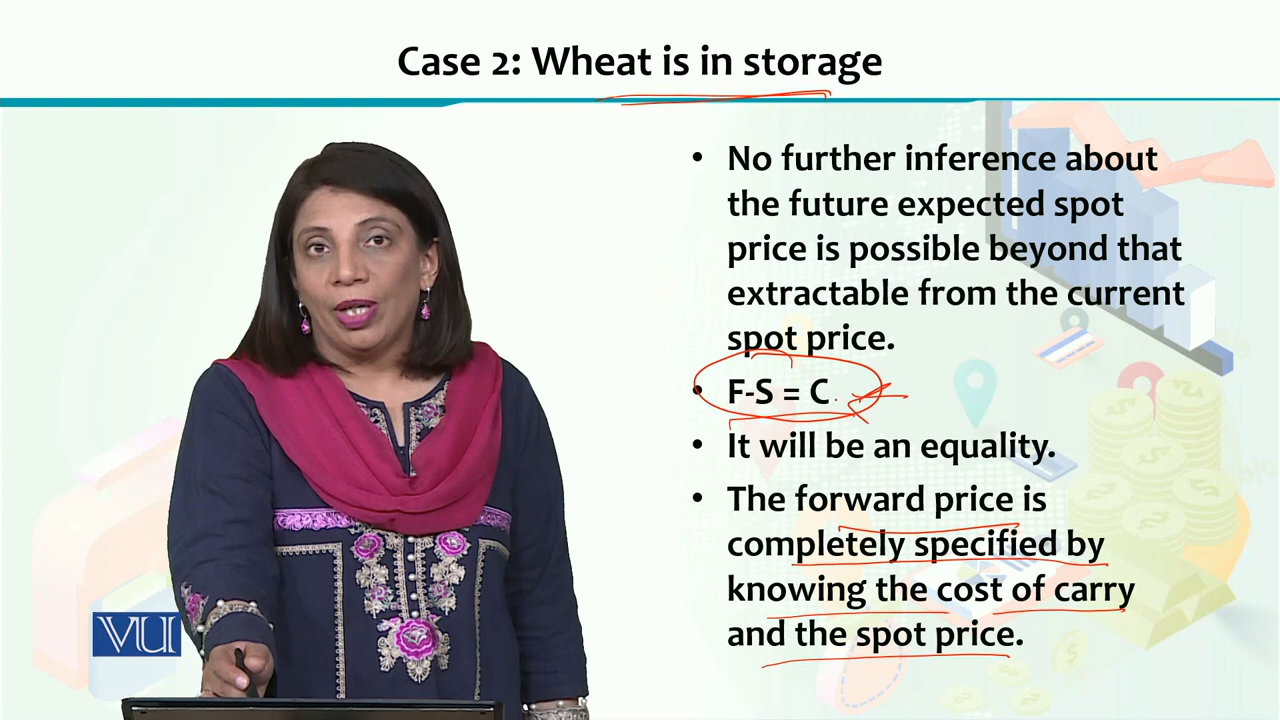 Case 2: Wheat is in storage
• No further inference about
the future expected spot
price is possible beyond that
extractable from the current
spot price.
• F-S = C
• It will be an equality.
• The forward price is
completely specified by
knowing the cost of carry
and the spot price.
VU